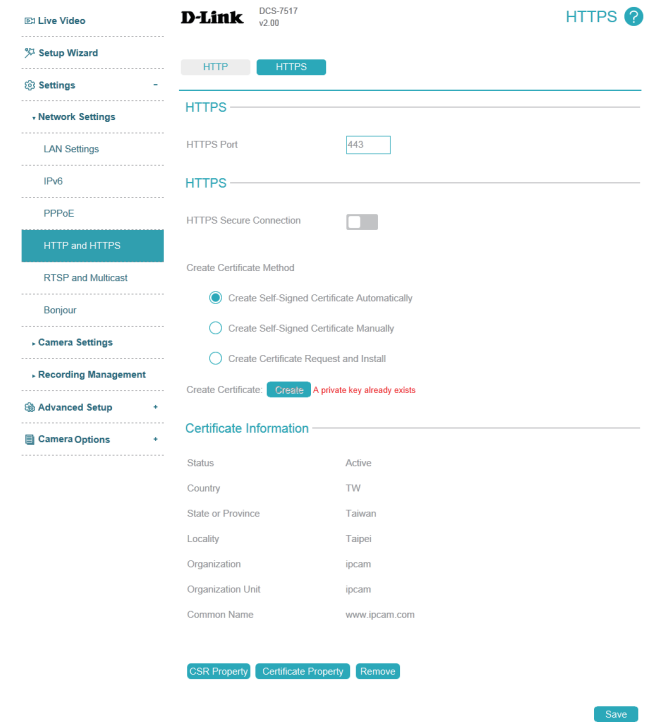 Live Video
Setup Wizard
Settings -
Network Settings
LAN Settings
IPv6
PPPoE
HTTP and HTTPS
RTSP and Multicast
Bonjour
Camera Settings
Recording Management
Advanced Setup +
Camera Options +
D-Link DCS-7517
v2.00
HTTPS ?
HTTP HTTPS
HTTPS
HTTPS Port 443
HTTPS
HTTPS Secure Connection
Create Certificate Method
Create Self-Signed Certificate Automatically
Create Self-Signed Certificate Manually
Create Certificate Request and Install
Create Certificate: Create A private key already exists
Certificate Information
Status Active
Country TW
State or Province Taiwan
Locality Taipei
Organization ipcam
Organization Unit ipcam
Common Name www.ipcam.com
CSR Property Certificate Property Remove
Save